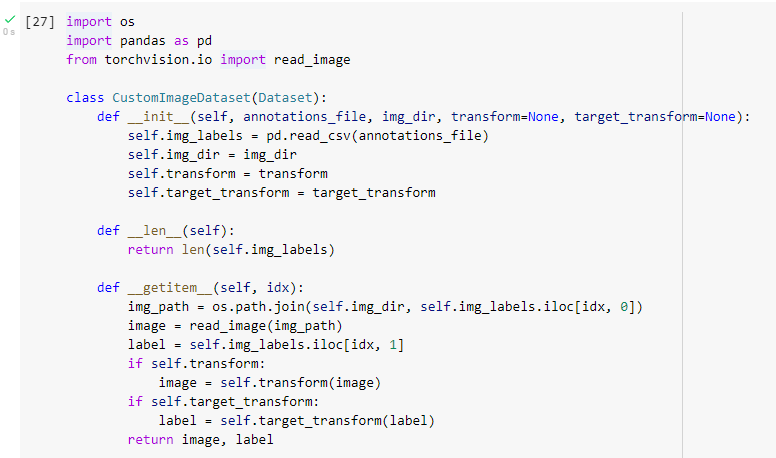 [27] import os
0s
import pandas as pd
from torchvision.io import read_image
class CustomImageDataset(Dataset):
    def __init__(self, annotations_file, img_dir, transform=None, target_transform=None):
        self.img_labels = pd.read_csv(annotations_file)
        self.img_dir = img_dir
        self.transform = transform
        self.target_transform = target_transform
    def __len__(self):
        return len(self.img_labels)
    def __getitem__(self, idx):
        img_path = os.path.join(self.img_dir, self.img_labels.iloc[idx, 0])
        image = read_image(img_path)
        label = self.img_labels.iloc[idx, 1]
        if self.transform:
            image = self.transform(image)
        if self.target_transform:
            label = self.target_transform(label)
        return image, label